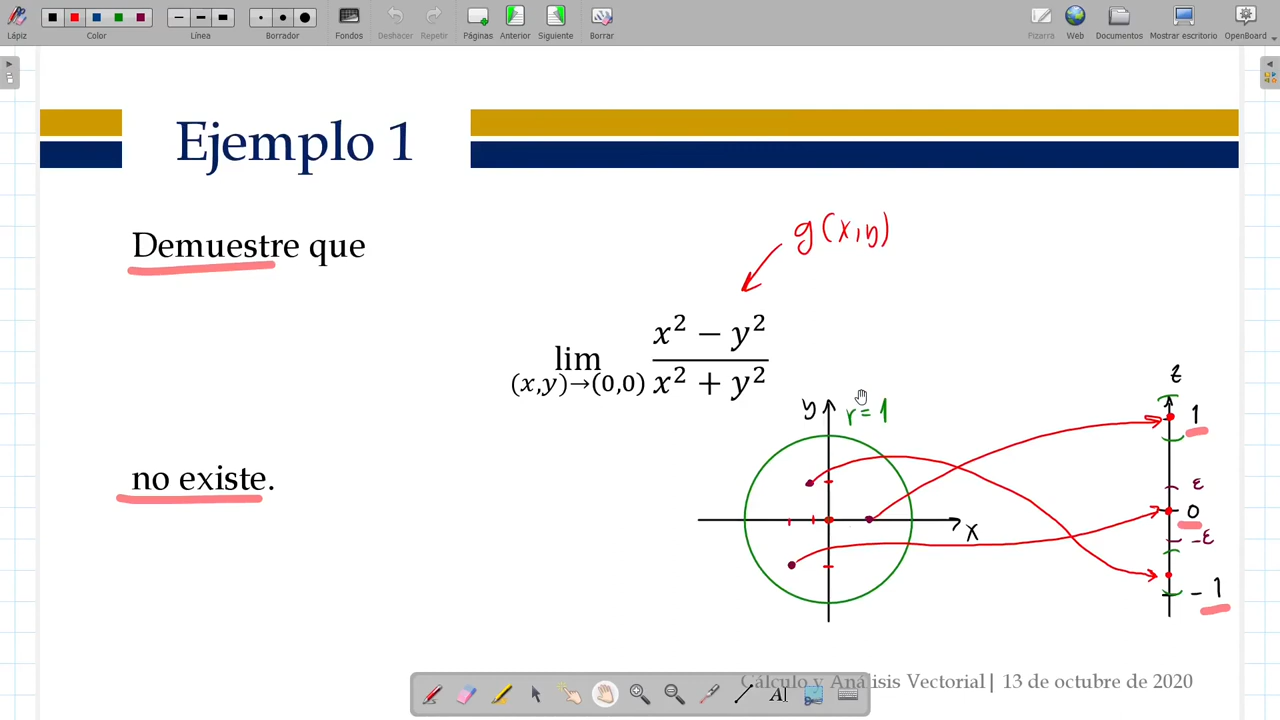 Lápiz Color Línea Borrador Fondos Deshacer Repetir Páginas Anterior Siguiente Borrar Pizarra Web Documentos Mostrar escritorio OpenBoard
Ejemplo 1
Demuestre que
g(x,y)
lim (x,y)→(0,0) x² − y² / x² + y²
z
y r = 1
1
ε
0
x
-ε
-1
no existe.
Cálculo y Análisis Vectorial| 13 de octubre de 2020